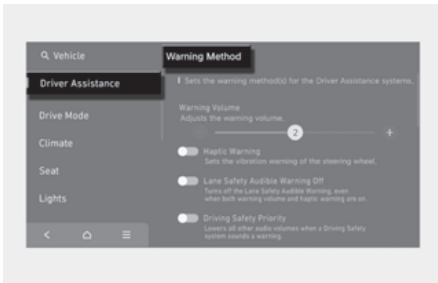 Vehicle
Warning Method
Driver Assistance
Sets the warning method(s) for the Driver Assistance systems.
Drive Mode
Warning Volume
Adjusts the warning volume.
2
Climate
Haptic Warning
Sets the vibration warning of the steering wheel.
Seat
Lane Safety Audible Warning Off
Turns off the Lane Safety Audible Warning, even
when both warning volume and haptic warning are on.
Lights
Driving Safety Priority
Lowers all other audio volumes when a Driving Safety
system sounds a warning.